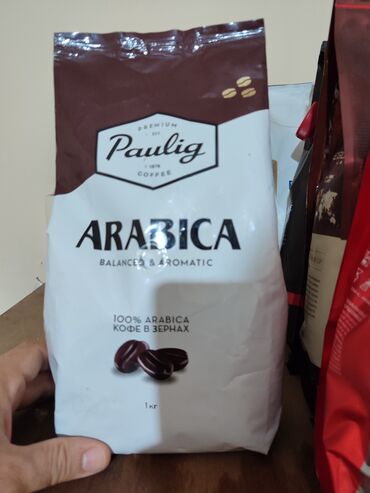 PREMIUM
EST
Paulig
1876
COFFEE
ARABICA
BALANCED & AROMATIC
100% ARABICA
КОФЕ В ЗЕРНАХ
1 кг